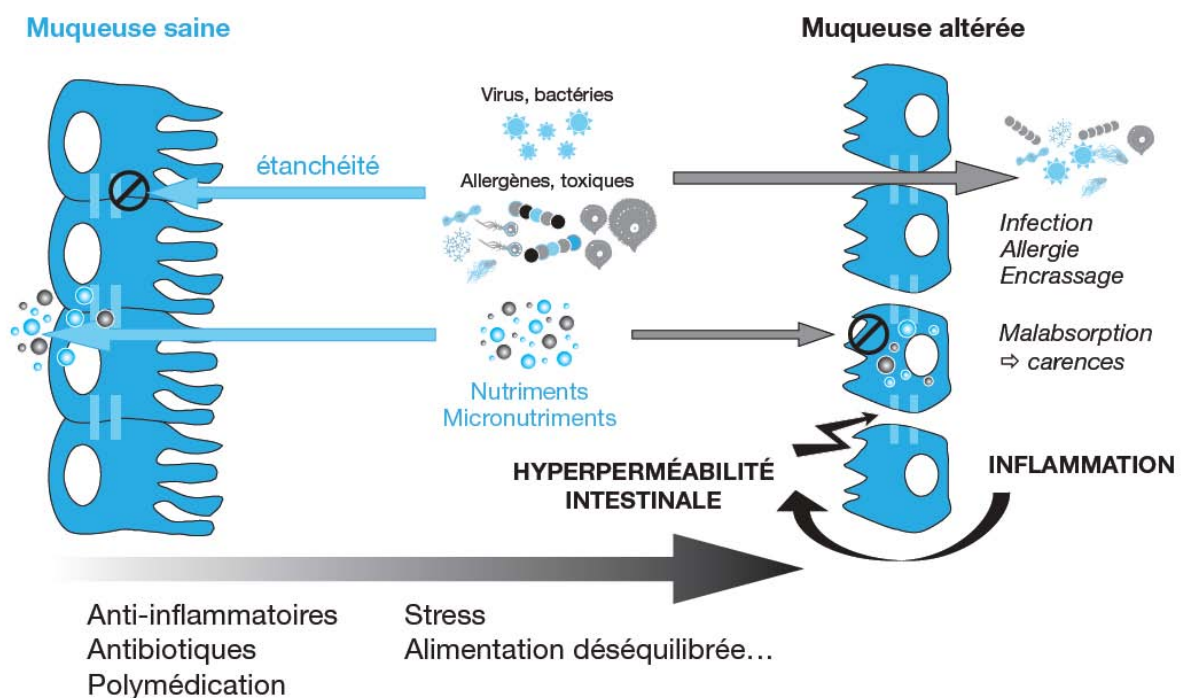 Muqueuse saine
Muqueuse altérée
Virus, bactéries
étanchéité
Allergènes, toxiques
Infection
Allergie
Encrassage
Malabsorption
⇨ carences
Nutriments
Micronutriments
HYPERPERMÉABILITÉ
INTESTINALE
INFLAMMATION
Anti-inflammatoires
Antibiotiques
Polymédication
Stress
Alimentation déséquilibrée...